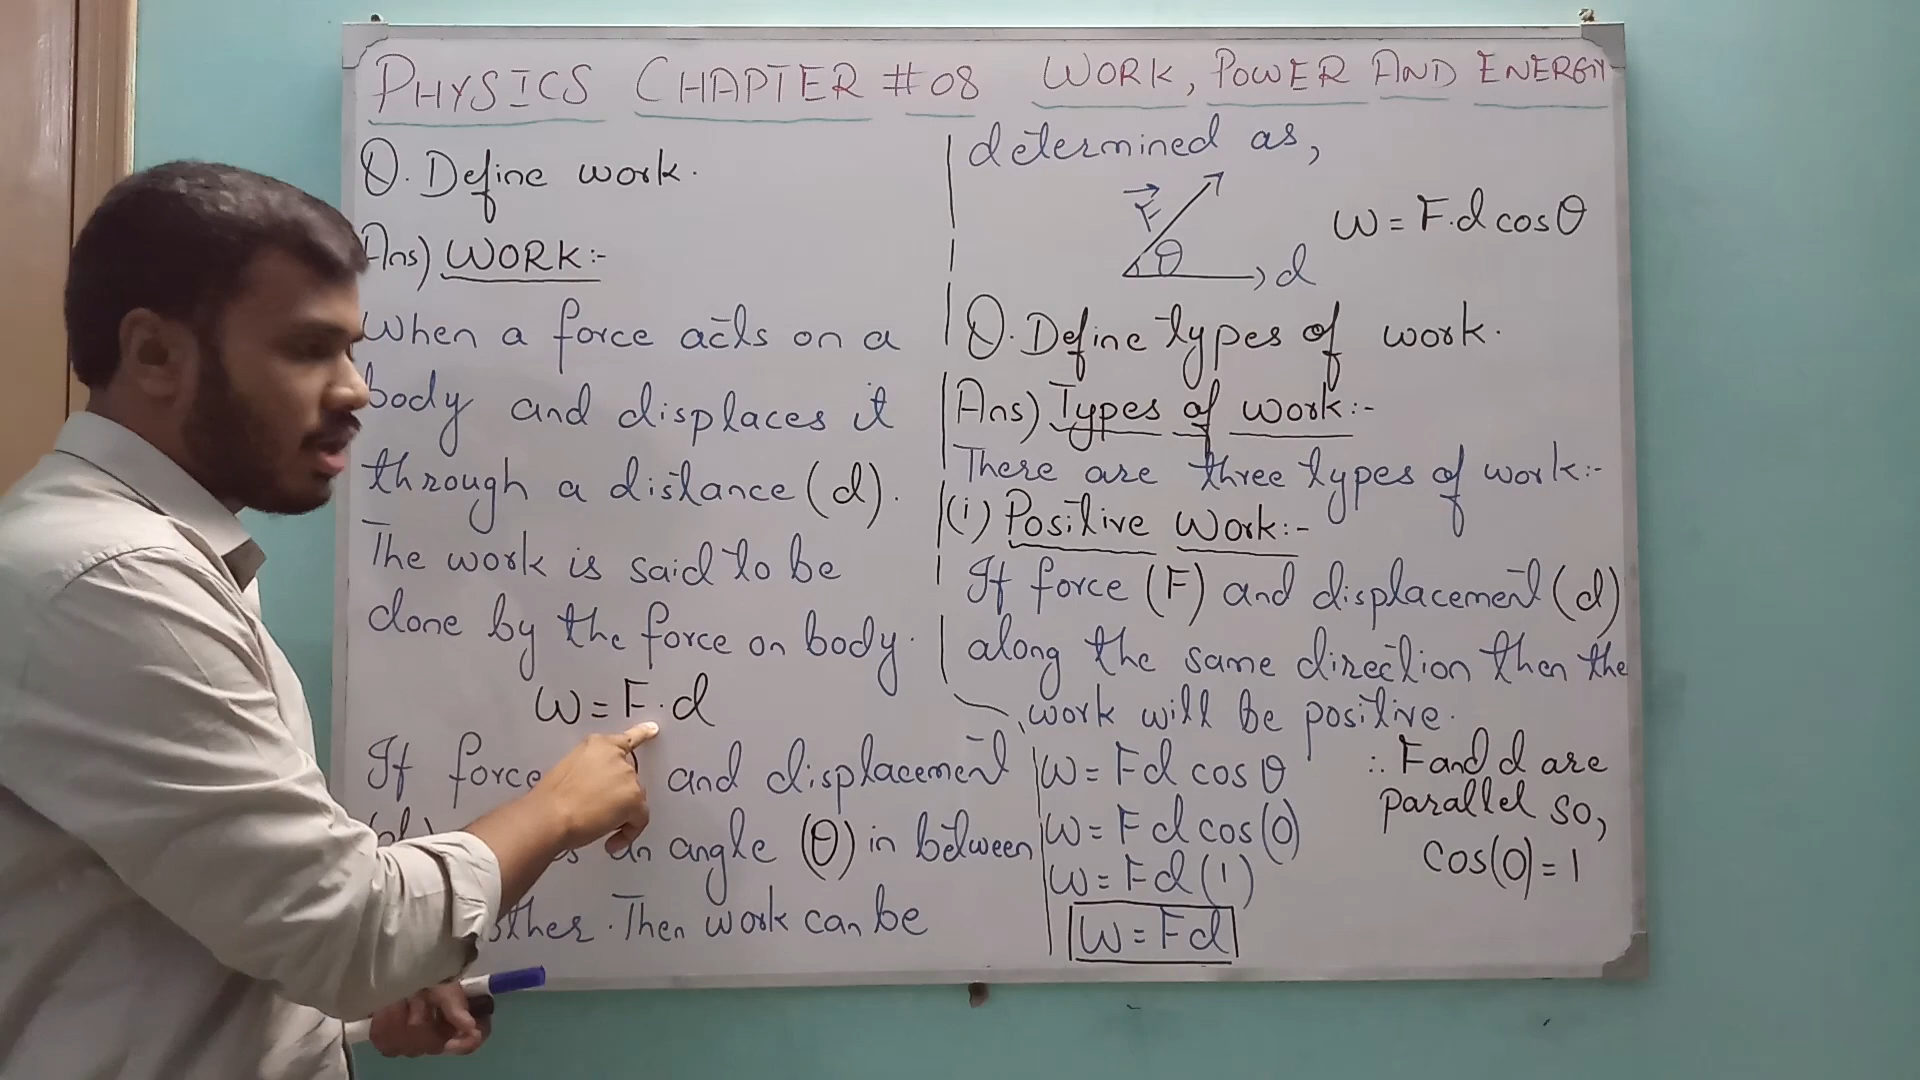 PHYSICS CHAPTER #08 WORK, POWER AND ENERGY
Q. Define work.
Ans) WORK:-
When a force acts on a
body and displaces it
through a distance (d).
The work is said to be
done by the force on body.
W = F.d
If force and displacement
an angle (θ) in between
other. Then work can be
determined as,
F
θ
d
W = F.d cosθ
Q. Define types of work.
Ans) Types of work:-
There are three types of work:-
(i) Positive Work:-
If force (F) and displacement (d)
along the same direction then the
work will be positive.
W = Fd cosθ
W = Fd cos(0)
W = Fd (1)
W = Fd
∴ F and d are
parallel so,
Cos(0) = 1